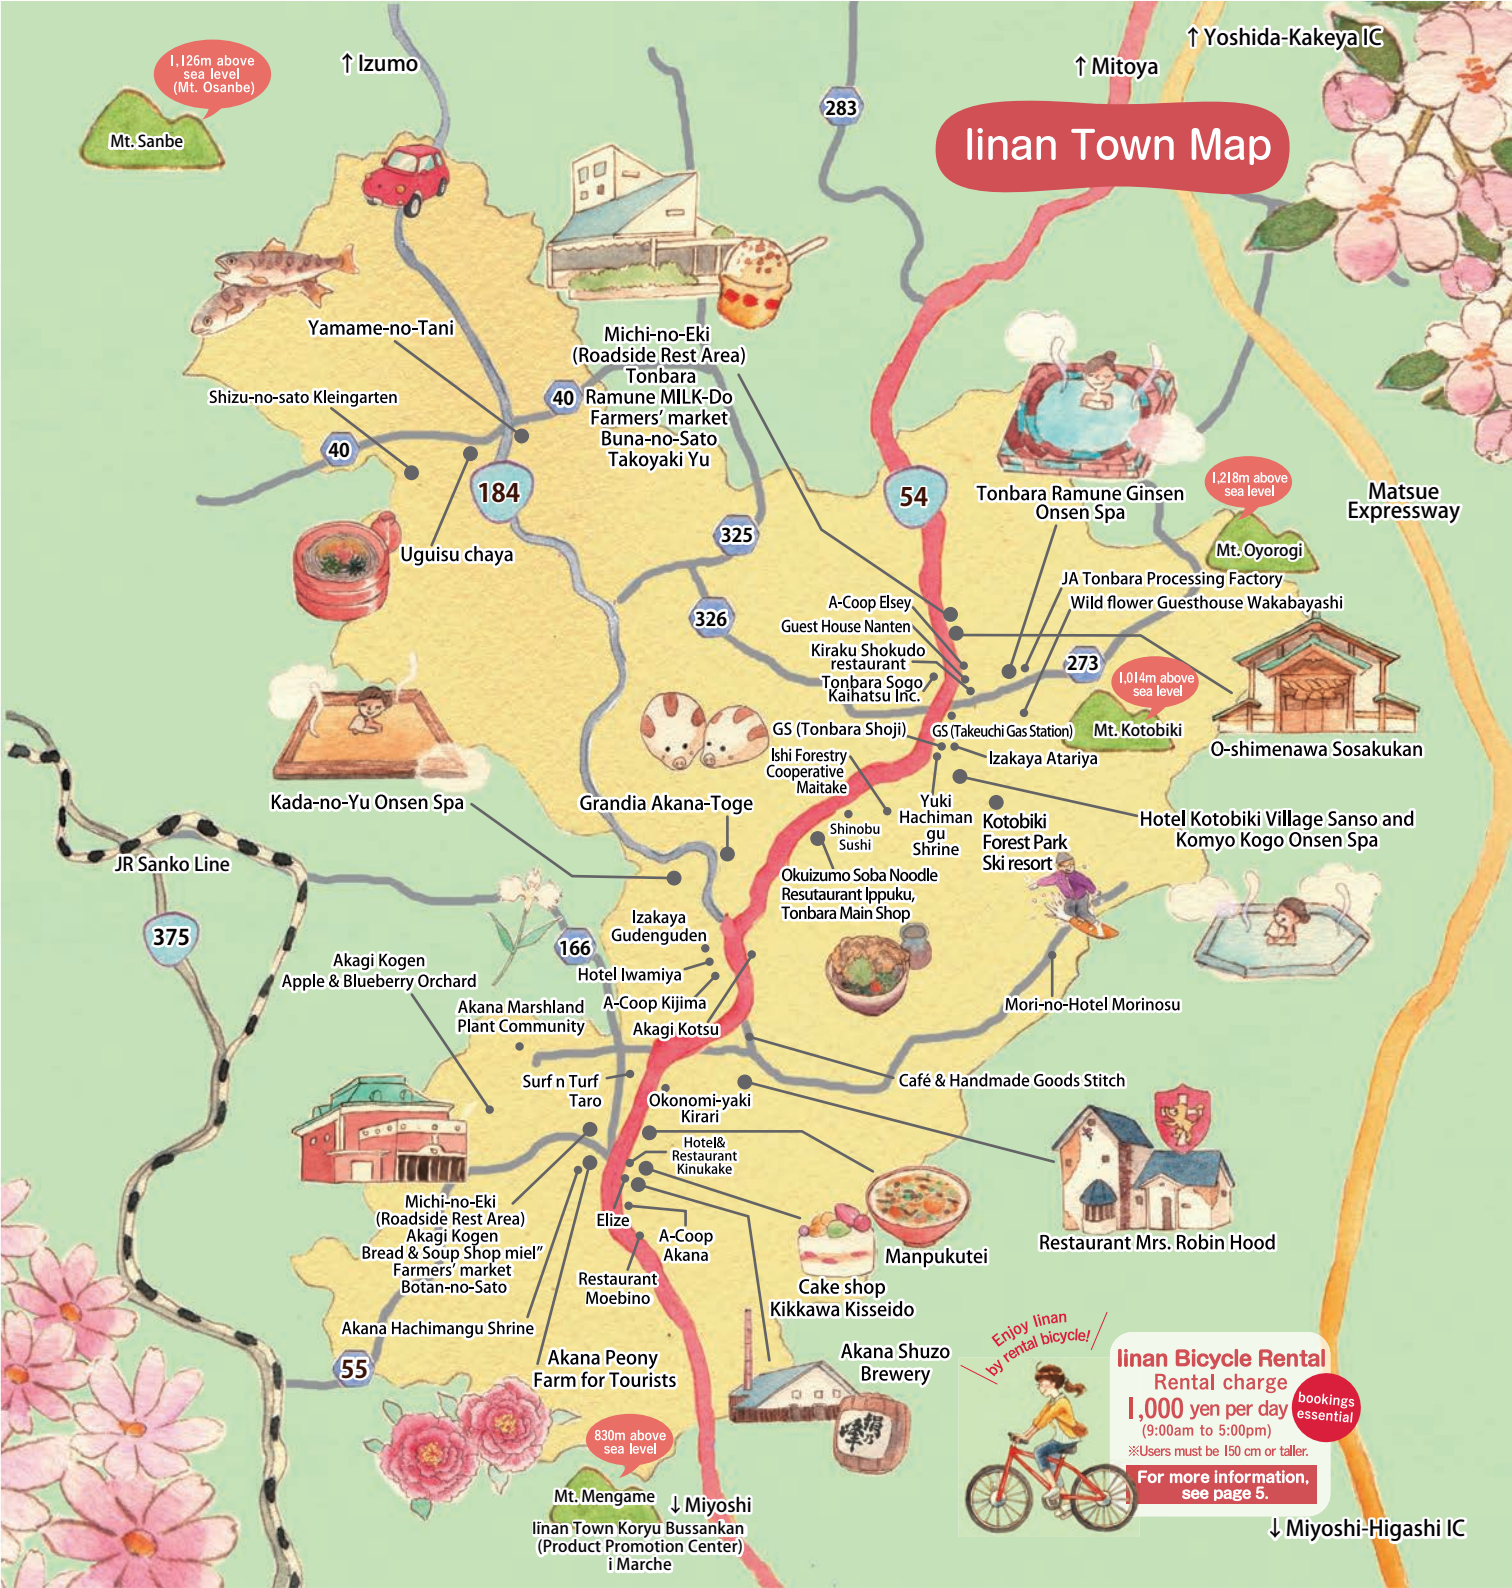 ↑Izumo
↑Yoshida-Kakeya IC
↑Mitoya
1,126m above
sea level
(Mt. Osanbe)
Mt. Sanbe
283
Iinan Town Map
Yamame-no-Tani
Michi-no-Eki
(Roadside Rest Area)
Tonbara
Ramune MILK-Do
Farmers' market
Buna-no-Sato
Takoyaki Yu
Shizu-no-sato Kleingarten
40
40
184
54
Tonbara Ramune Ginsen
Onsen Spa
1,218m above
sea level
Mt. Oyorogi
Matsue
Expressway
325
Uguisu chaya
326
JA Tonbara Processing Factory
Wild flower Guesthouse Wakabayashi
A-Coop Elsey
Guest House Nanten
Kiraku Shokudo
restaurant
Tonbara Sogo
Kaihatsu Inc.
273
1,014m above
sea level
Mt. Kotobiki
GS (Tonbara Shoji)
GS (Takeuchi Gas Station)
Izakaya Atariya
O-shimenawa Sosakukan
Ishi Forestry
Cooperative
Maitake
Kada-no-Yu Onsen Spa
Grandia Akana-Toge
Yuki
Hachiman
gu
Shrine
Shinobu
Sushi
Kotobiki
Forest Park
Ski resort
Hotel Kotobiki Village Sanso and
Komyo Kogo Onsen Spa
Okuizumo Soba Noodle
Resutaurant Ippuku,
Tonbara Main Shop
JR Sanko Line
375
166
Izakaya
Gudenguden
Hotel Iwamiya
A-Coop Kijima
Akagi Kotsu
Akagi Kogen
Apple & Blueberry Orchard
Akana Marshland
Plant Community
Mori-no-Hotel Morinosu
Surf n Turf
Taro
Okonomi-yaki
Kirari
Café & Handmade Goods Stitch
Hotel&
Restaurant
Kinukake
Michi-no-Eki
(Roadside Rest Area)
Akagi Kogen
Bread & Soup Shop miel”
Farmers' market
Botan-no-Sato
Elize
A-Coop
Akana
Restaurant
Moebino
Manpukutei
Restaurant Mrs. Robin Hood
Cake shop
Kikkawa Kisseido
Akana Hachimangu Shrine
55
Akana Peony
Farm for Tourists
Akana Shuzo
Brewery
絹乃峰
830m above
sea level
Mt. Mengame
↓Miyoshi
Iinan Town Koryu Bussankan
(Product Promotion Center)
i Marche
Enjoy Iinan
by rental bicycle!
Iinan Bicycle Rental
Rental charge
1,000 yen per day
(9:00am to 5:00pm)
bookings
essential
※Users must be 150 cm or taller.
For more information,
see page 5.
↓Miyoshi-Higashi IC